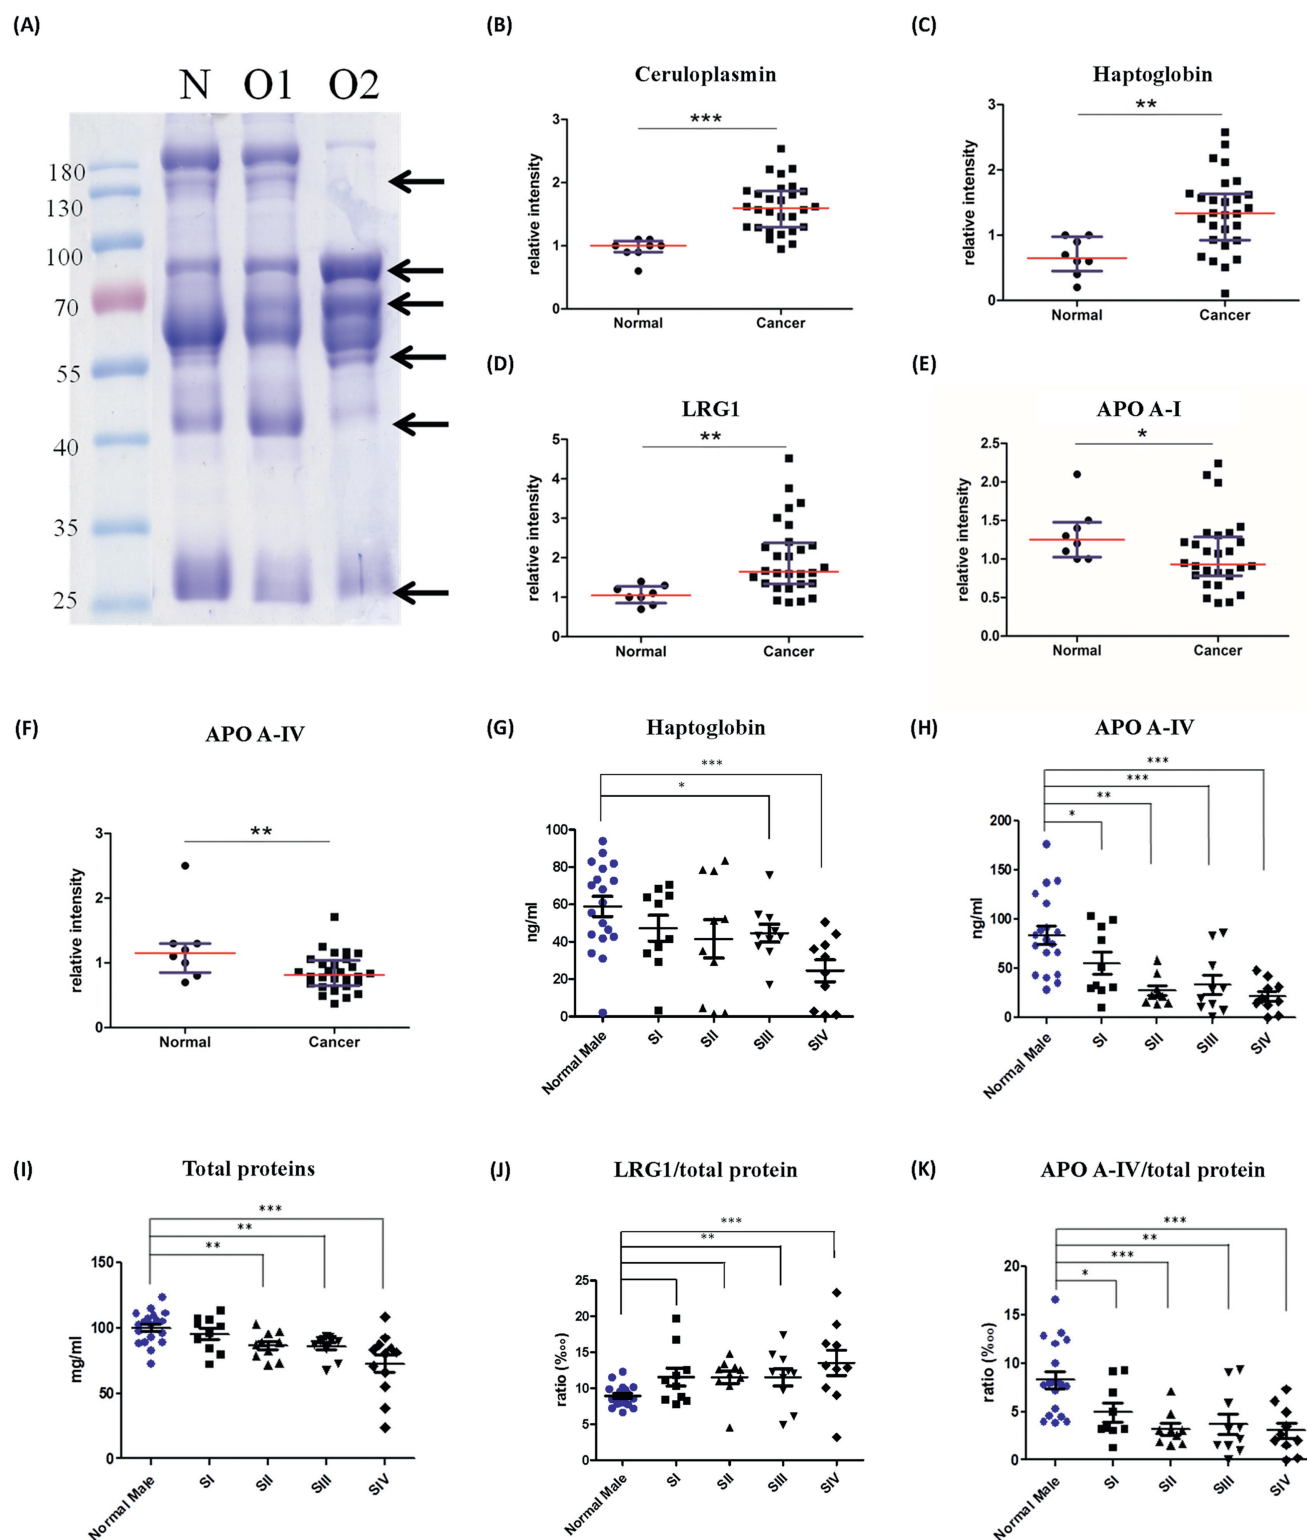 (A)
N O1 O2
180
130
100
70
55
40
35
25
(B)
Ceruloplasmin
***
relative intensity
3
2
1
0
Normal Cancer
(C)
Haptoglobin
**
relative intensity
3
2
1
0
Normal Cancer
(D)
LRG1
**
relative intensity
5
4
3
2
1
0
Normal Cancer
(E)
APO A-I
*
relative intensity
2.5
2.0
1.5
1.0
0.5
0.0
Normal Cancer
(F)
APO A-IV
**
relative intensity
3
2
1
0
Normal Cancer
(G)
Haptoglobin
***
*
ng/ml
100
80
60
40
20
0
Normal Male SI SII SIII SIV
(H)
APO A-IV
***
***
**
*
ng/ml
200
150
100
50
0
Normal Male SI SII SIII SIV
(I)
Total proteins
***
**
**
mg/ml
150
100
50
0
Normal Male SI SII SIII SIV
(J)
LRG1/total protein
***
**
ratio (‱)
25
20
15
10
5
0
Normal Male SI SII SIII SIV
(K)
APO A-IV/total protein
***
**
***
*
ratio (‱)
20
15
10
5
0
Normal Male SI SII SIII SIV